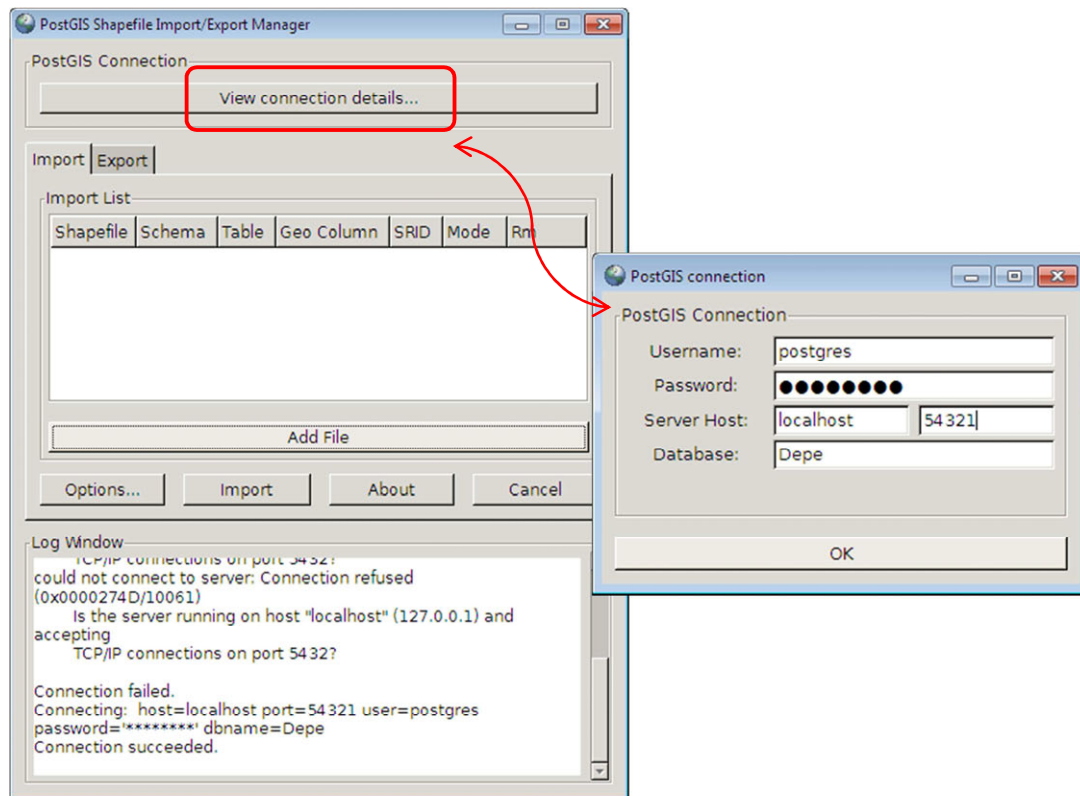 PostGIS Shapefile Import/Export Manager
PostGIS Connection
View connection details...
Import Export
Import List
Shapefile Schema Table Geo Column SRID Mode Rm
Add File
Options... Import About Cancel
Log Window
TCP/IP connections on port 5432?
could not connect to server: Connection refused
(0x0000274D/10061)
Is the server running on host "localhost" (127.0.0.1) and
accepting
TCP/IP connections on port 5432?
Connection failed.
Connecting: host=localhost port=54321 user=postgres
password='********' dbname=Depe
Connection succeeded.
PostGIS connection
PostGIS Connection
Username: postgres
Password: ●●●●●●●●
Server Host: localhost 54321
Database: Depe
OK